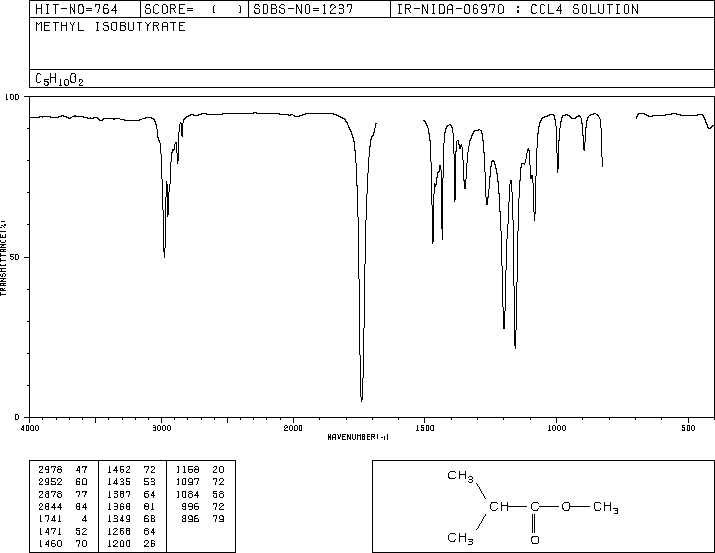 HIT-NO=764 SCORE= ( ) SDBS-NO=1237 IR-NIDA-06970 : CCL4 SOLUTION
METHYL ISOBUTYRATE
C5H10O2
100
50
0
TRANSMITTANCE(%)
4000 3000 2000 1500 1000 500
WAVENUMBER(-1)
2978 47 1452 72 1158 20
2952 60 1435 53 1097 72
2878 77 1387 64 1084 58
2844 84 1368 81 996 72
1741 4 1349 68 896 79
1471 52 1268 64
1460 70 1200 26
CH3
CH C O CH3
CH3
O